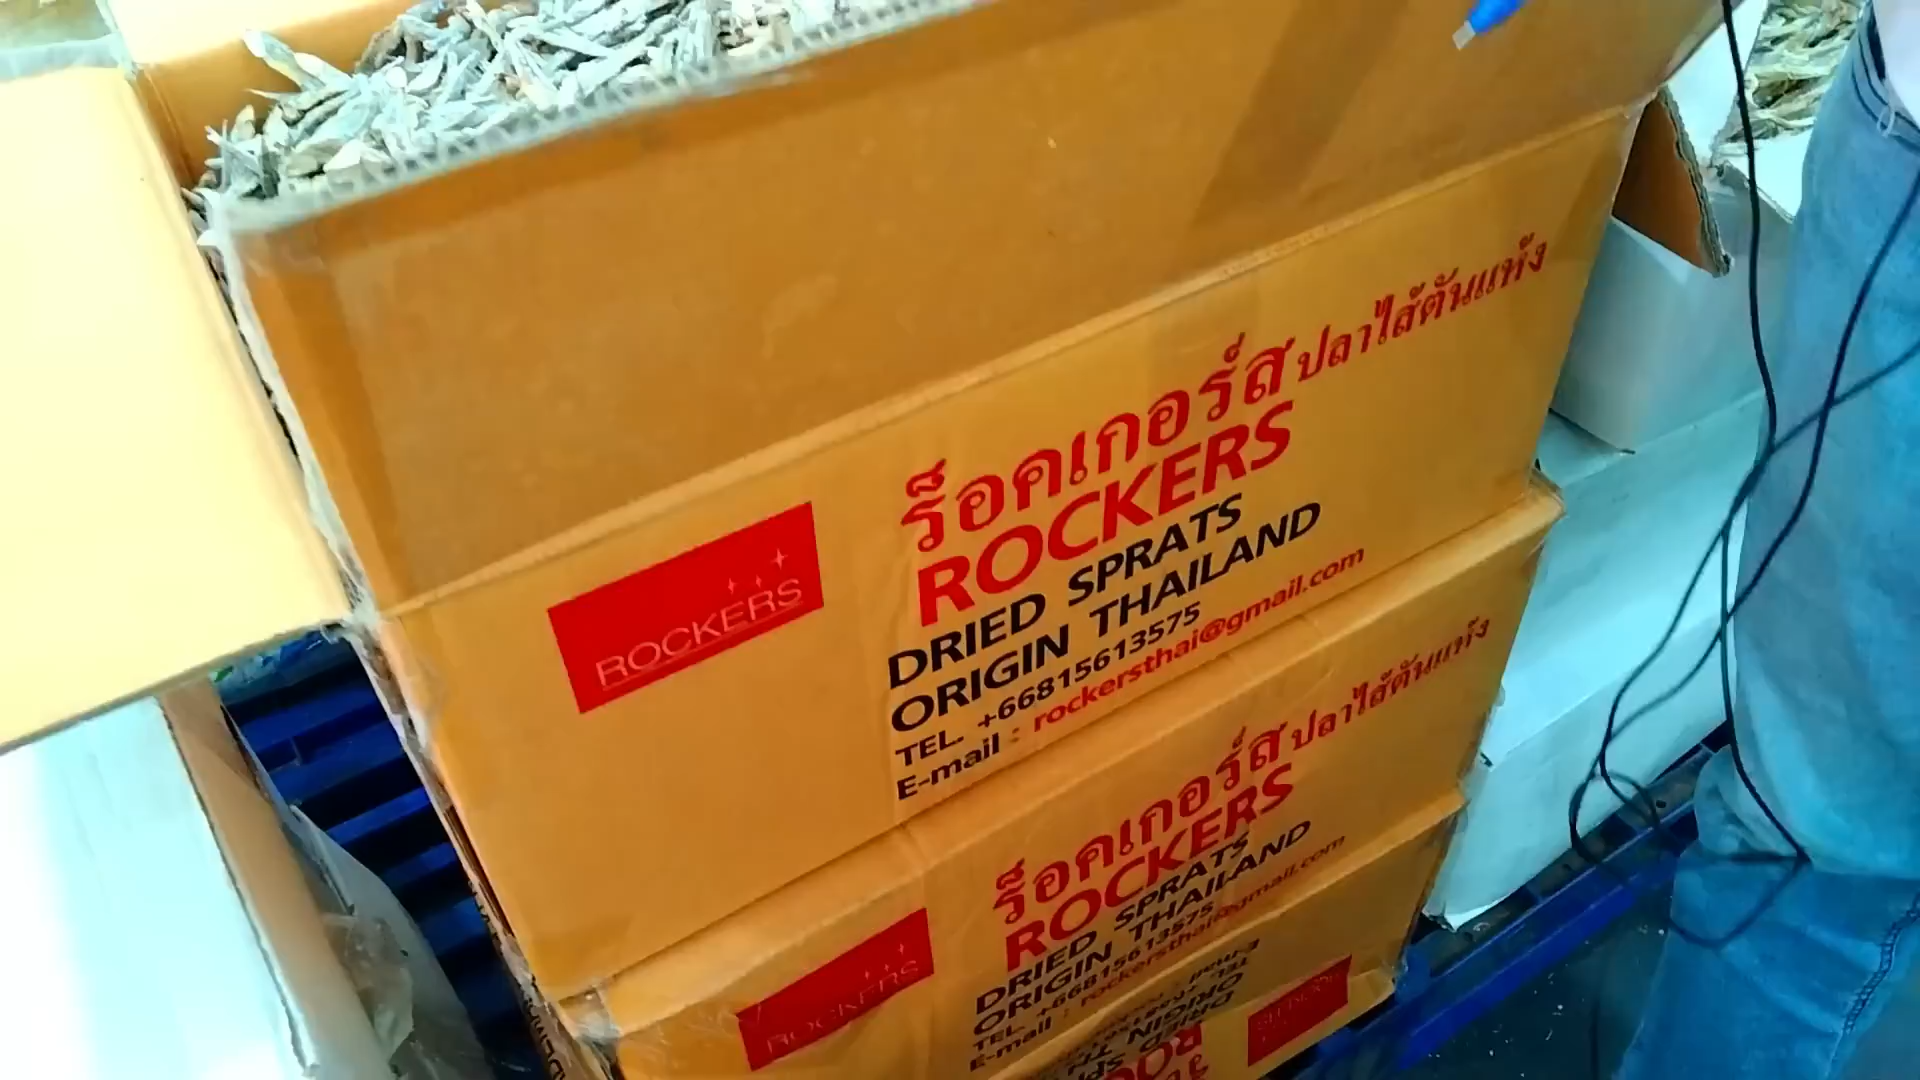 ร็อคเกอร์ส ปลาไส้ตันแห้ง
ROCKERS
ROCKERS
DRIED SPRATS
ORIGIN THAILAND
TEL. +66815613575
E-mail : rockersthai@gmail.com
ร็อคเกอร์ส ปลาไส้ตันแห้ง
ROCKERS
ROCKERS
DRIED SPRATS
ORIGIN THAILAND
TEL. +66815613575
E-mail : rockersthai@gmail.com